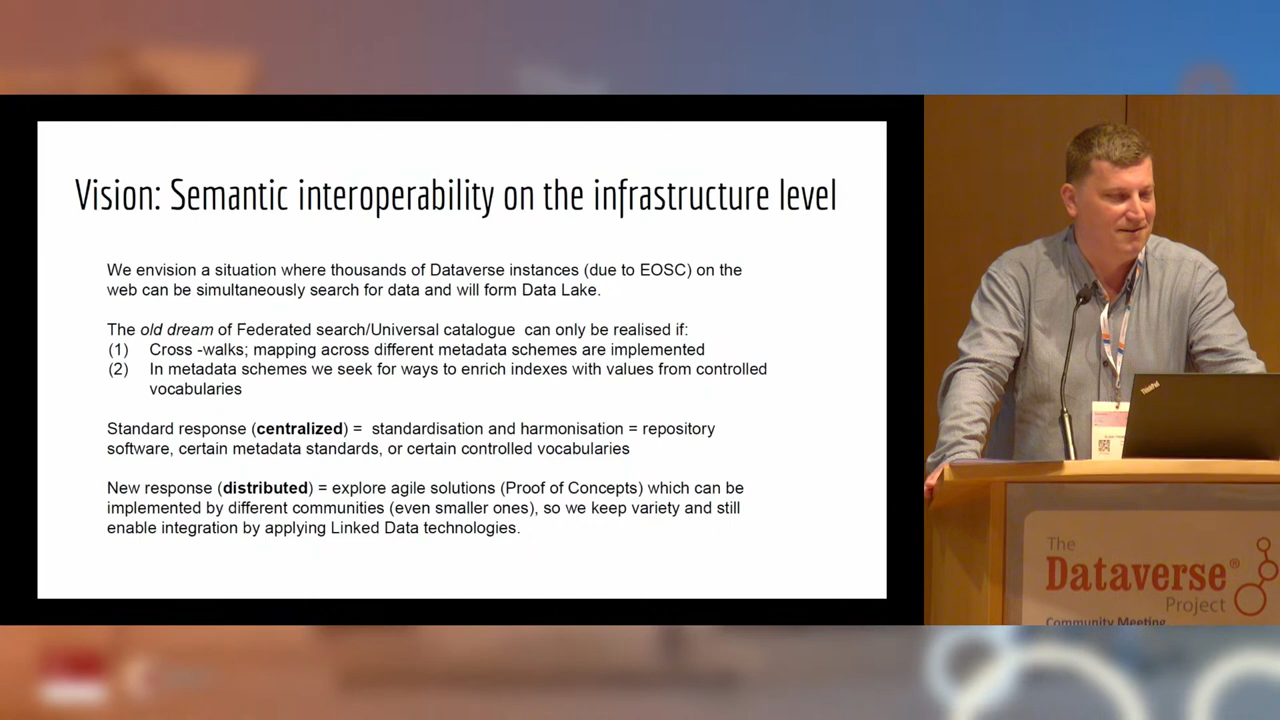 Vision: Semantic interoperability on the infrastructure level
We envision a situation where thousands of Dataverse instances (due to EOSC) on the
web can be simultaneously search for data and will form Data Lake.
The old dream of Federated search/Universal catalogue can only be realised if:
(1) Cross -walks; mapping across different metadata schemes are implemented
(2) In metadata schemes we seek for ways to enrich indexes with values from controlled
vocabularies
Standard response (centralized) = standardisation and harmonisation = repository
software, certain metadata standards, or certain controlled vocabularies
New response (distributed) = explore agile solutions (Proof of Concepts) which can be
implemented by different communities (even smaller ones), so we keep variety and still
enable integration by applying Linked Data technologies.
ThinkPad
The
Dataverse®
Project
Community Meeting